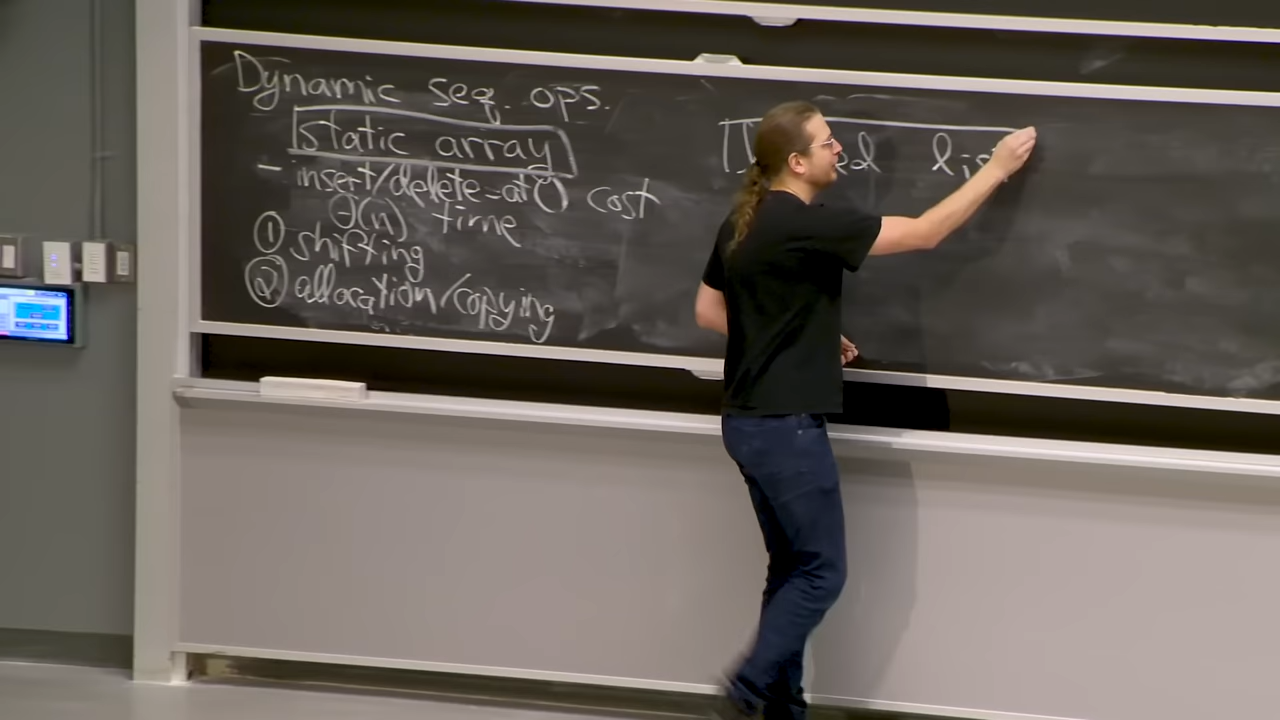 Dynamic seq. ops.
static array
- insert/delete-at() cost
Θ(n) time
① shifting
② allocation/copying